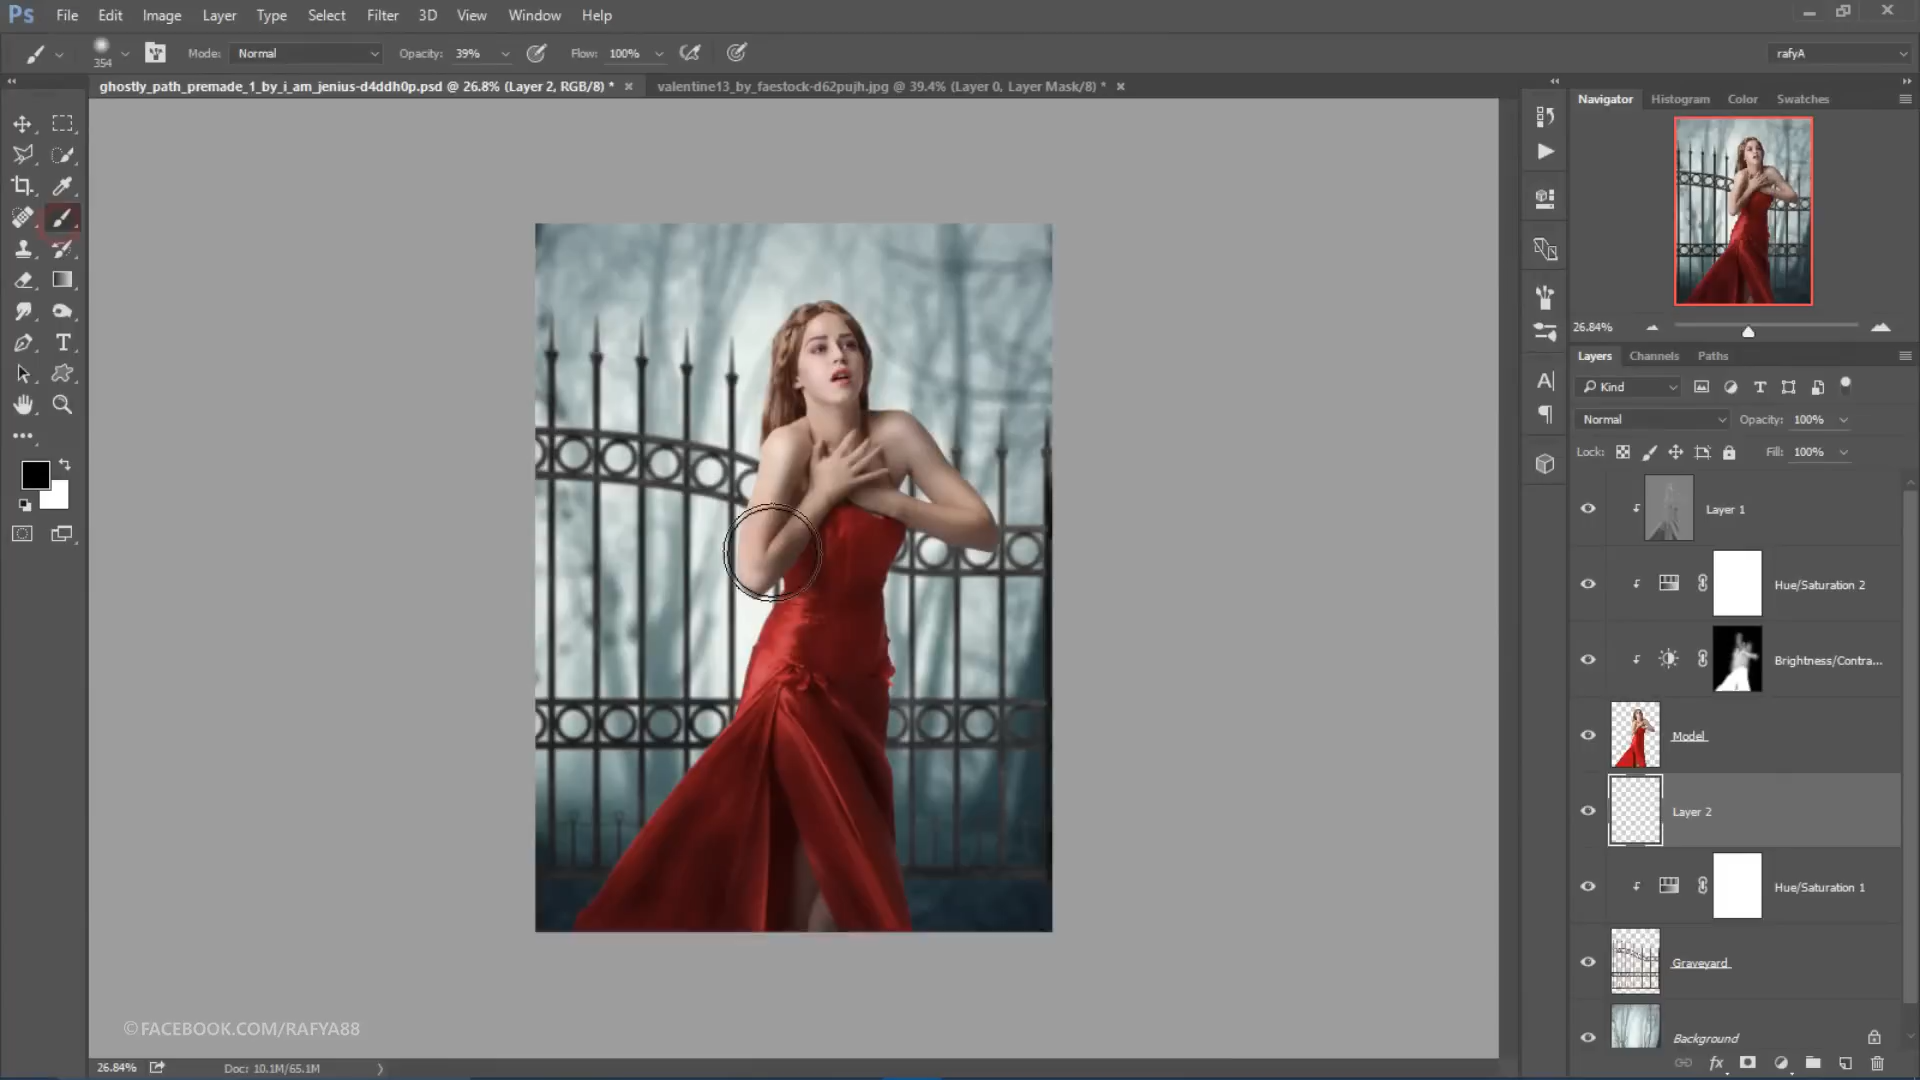 Ps File Edit Image Layer Type Select Filter 3D View Window Help
354 Mode: Normal Opacity: 39% Flow: 100% rafyA
ghostly_path_premade_1_by_i_am_jenius-d4ddh0p.psd @ 26.8% (Layer 2, RGB/8) * × valentine13_by_faestock-d62pujh.jpg @ 39.4% (Layer 0, Layer Mask/8) * ×
Navigator Histogram Color Swatches
26.84%
Layers Channels Paths
Kind
Normal Opacity: 100%
Lock: Fill: 100%
Layer 1
Hue/Saturation 2
Brightness/Contra...
Model
Layer 2
Hue/Saturation 1
Graveyard
Background
©FACEBOOK.COM/RAFYA88
26.84% Doc: 10.1M/65.1M